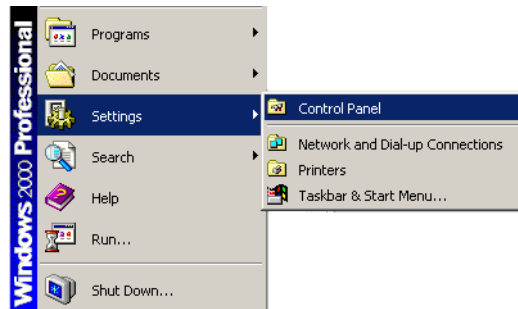 Windows 2000 Professional
Programs
Documents
Settings
Search
Help
Run...
Shut Down...
Control Panel
Network and Dial-up Connections
Printers
Taskbar & Start Menu...